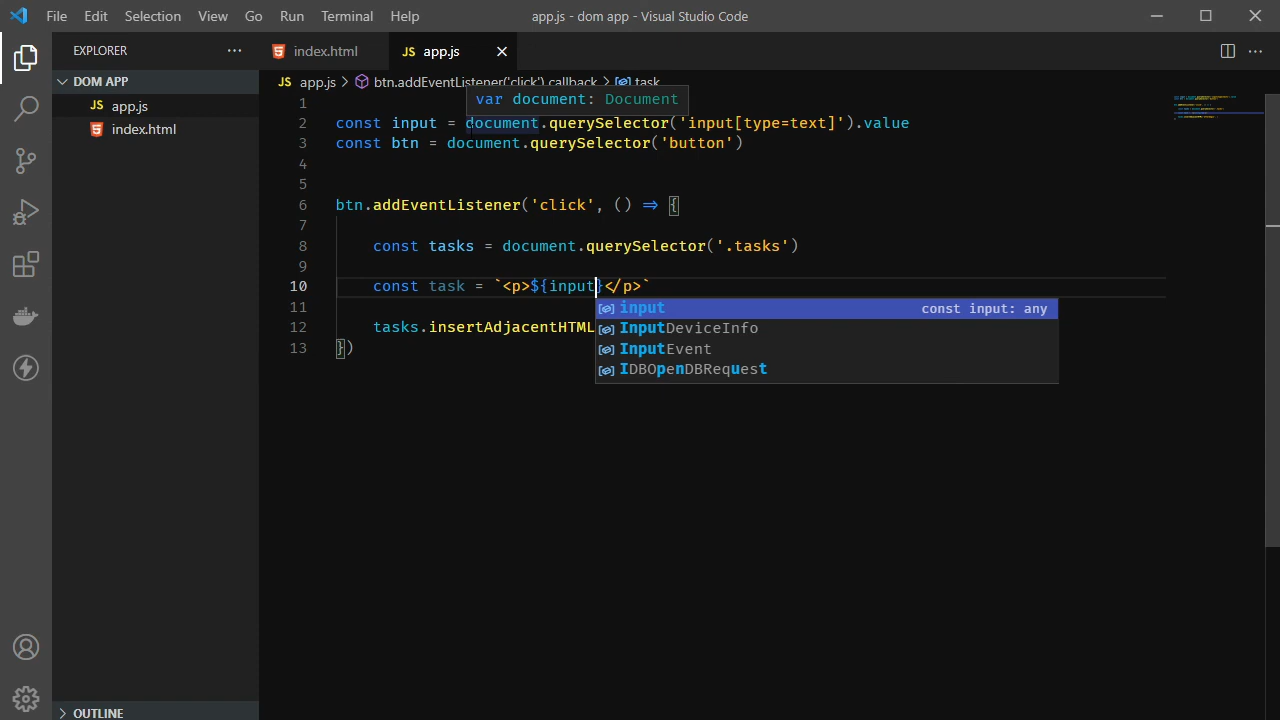 File Edit Selection View Go Run Terminal Help app.js - dom app - Visual Studio Code
EXPLORER
index.html
JS app.js
DOM APP
JS app.js
index.html
JS app.js > btn.addEventListener('click') callback > task
var document: Document
1
2 const input = document.querySelector('input[type=text]').value
3 const btn = document.querySelector('button')
4
5
6 btn.addEventListener('click', () => {
7
8 const tasks = document.querySelector('.tasks')
9
10 const task = `<p>${input}</p>`
11
12 tasks.insertAdjacentHTML
13 })
input const input: any
InputDeviceInfo
InputEvent
IDBOpenDBRequest
OUTLINE